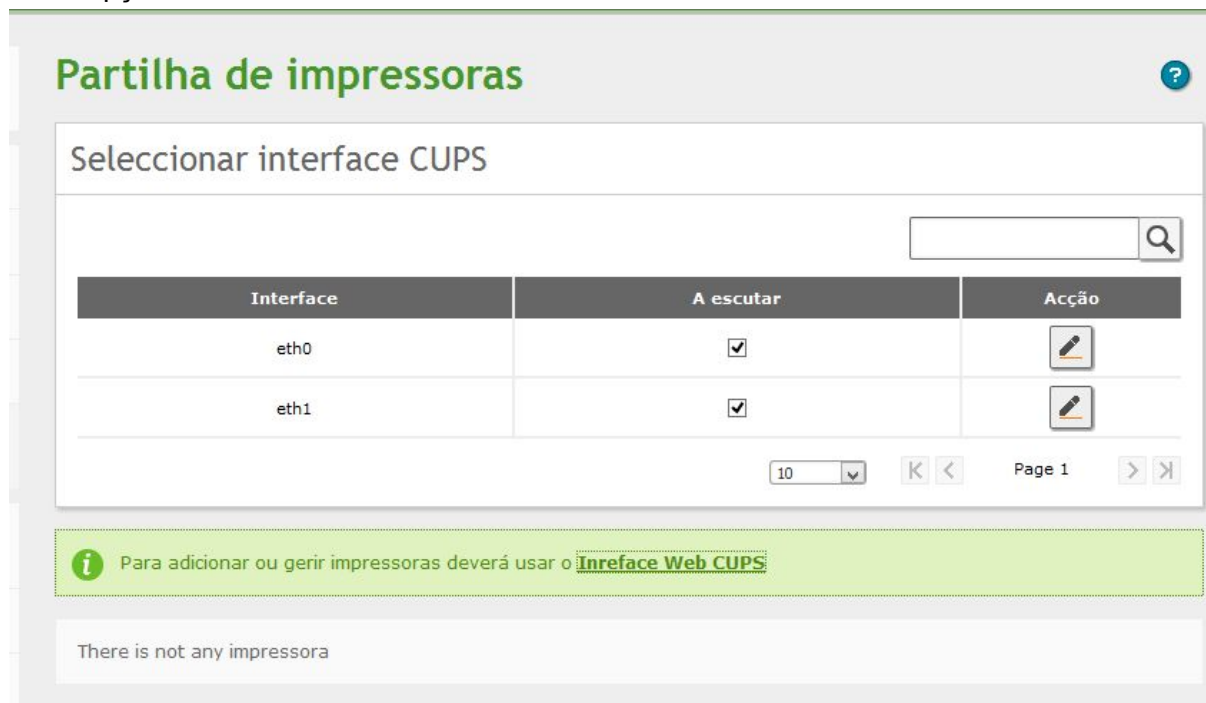 Partilha de impressoras
?
Seleccionar interface CUPS
Interface A escutar Acção
eth0
eth1
10 Page 1
i Para adicionar ou gerir impressoras deverá usar o Inreface Web CUPS
There is not any impressora